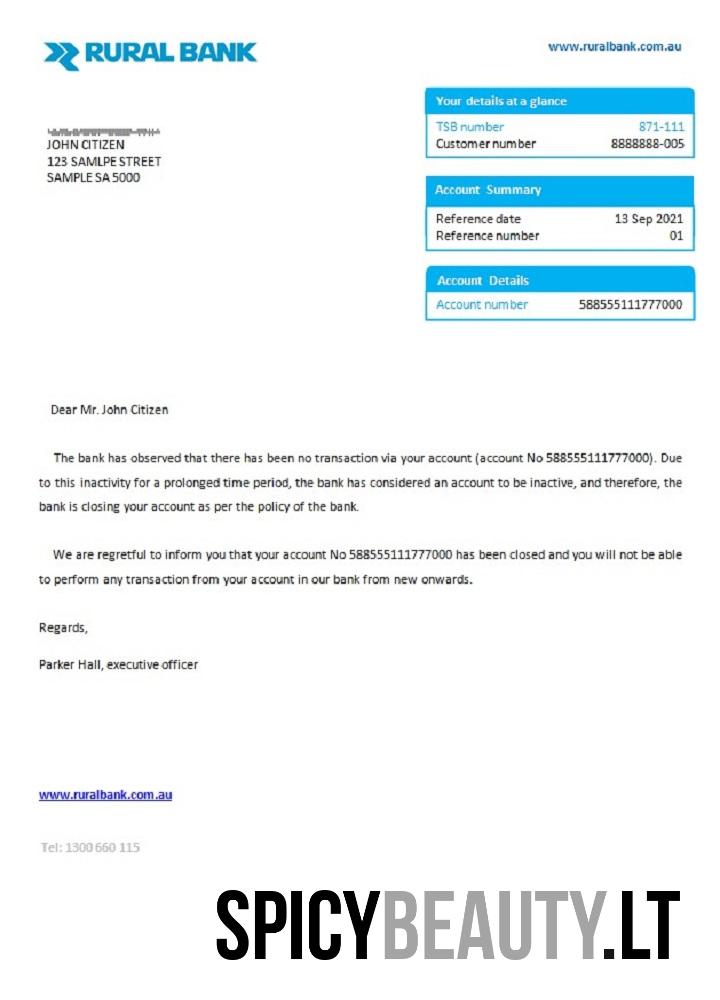 RURAL BANK
www.ruralbank.com.au
Your details at a glance
TSB number 871-111
Customer number 8888888-005
JOHN CITIZEN
123 SAMLPE STREET
SAMPLE SA 5000
Account Summary
Reference date 13 Sep 2021
Reference number 01
Account Details
Account number 588555111777000
Dear Mr. John Citizen
The bank has observed that there has been no transaction via your account (account No 588555111777000). Due
to this inactivity for a prolonged time period, the bank has considered an account to be inactive, and therefore, the
bank is closing your account as per the policy of the bank.
We are regretful to inform you that your account No 588555111777000 has been closed and you will not be able
to perform any transaction from your account in our bank from new onwards.
Regards,
Parker Hall, executive officer
www.ruralbank.com.au
Tel: 1300 660 115
SPICYBEAUTY.LT